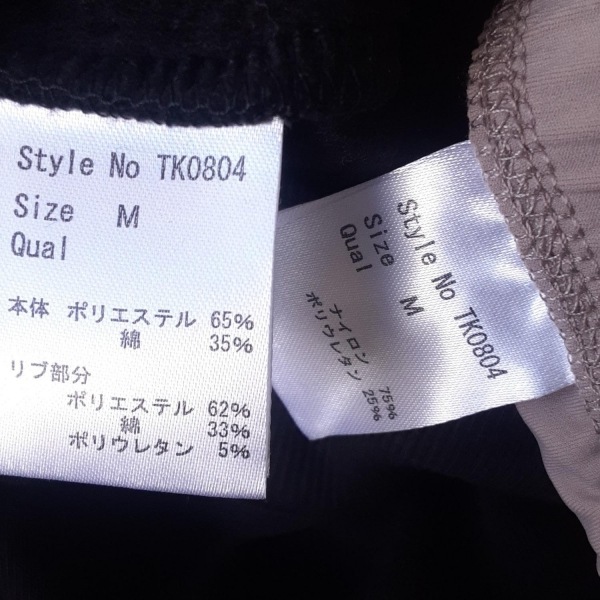 Style No TK0804
Size M
Qual
本体 ポリエステル 65%
綿 35%
リブ部分
ポリエステル 62%
綿 33%
ポリウレタン 5%
Style No TK0804
Size M
Qual
ナイロン 75%
ポリウレタン 25%